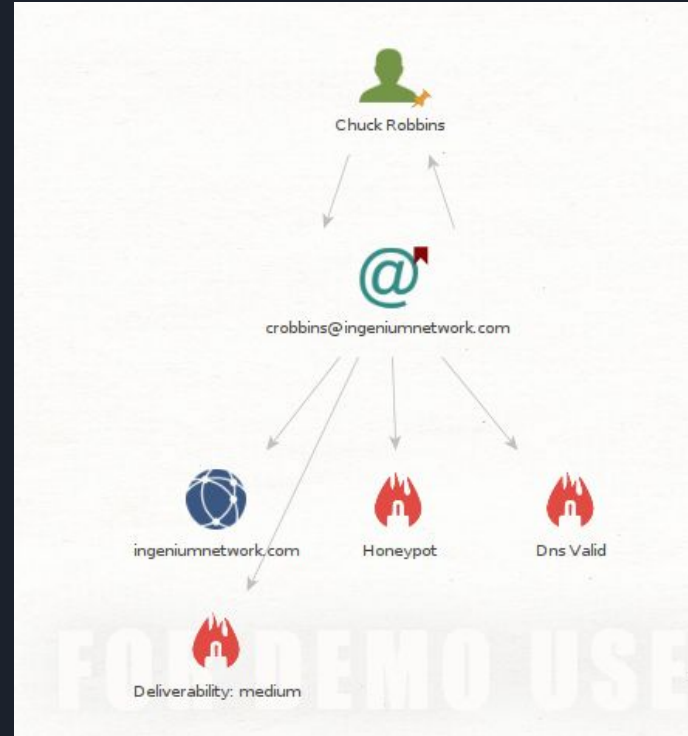 Chuck Robbins
@
crobbins@ingeniumnetwork.com
ingeniumnetwork.com
Honeypot
Dns Valid
Deliverability: medium
FOR DEMO USE